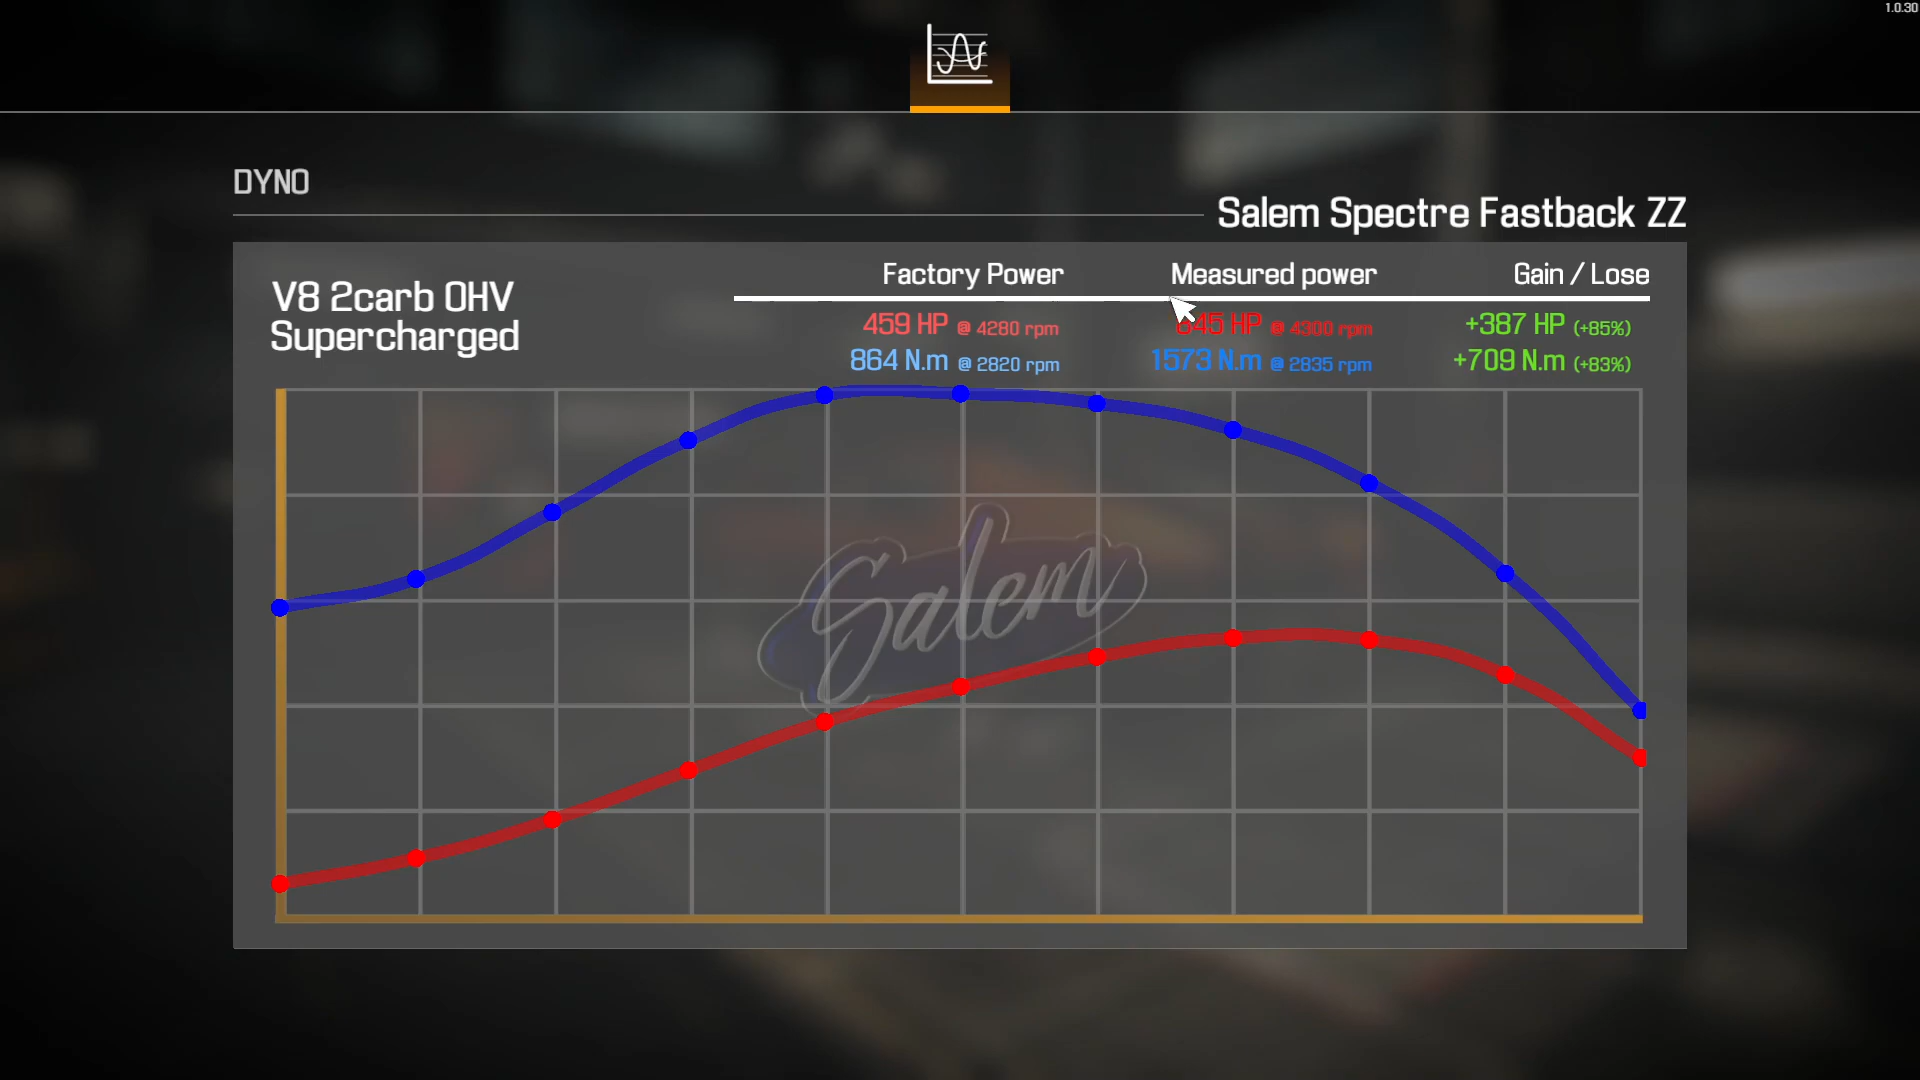 1.0.30
DYNO
Salem Spectre Fastback ZZ
V8 2carb OHV
Supercharged
Factory Power Measured power Gain / Lose
459 HP @ 4280 rpm 845 HP @ 4300 rpm +387 HP (+85%)
864 N.m @ 2820 rpm 1573 N.m @ 2835 rpm +709 N.m (+83%)
Salem